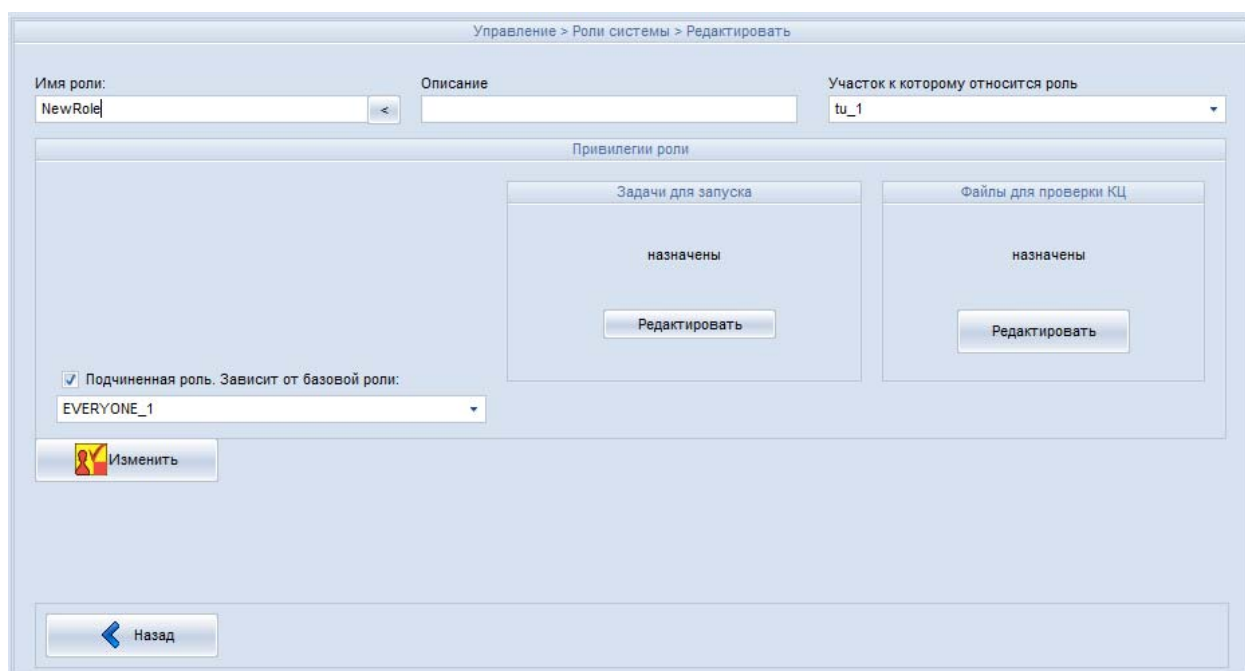 Управление > Роли системы > Редактировать
Имя роли:
Описание
Участок к которому относится роль
NewRole
<
tu_1
Привилегии роли
Задачи для запуска
Файлы для проверки КЦ
назначены
назначены
Редактировать
Редактировать
Подчиненная роль. Зависит от базовой роли:
EVERYONE_1
Изменить
Назад